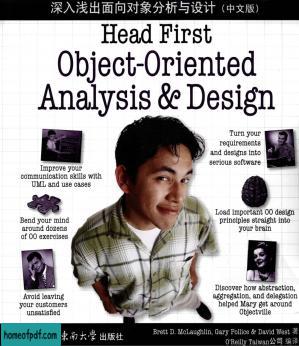 深入浅出面向对象分析与设计(中文版)
Head First
Object-Oriented
Analysis & Design
Turn your
requirements
and designs into
serious software
Improve your
communication skills with
UML and use cases
Bend your mind
around dozens
of OO exercises
Load important OO design
principles straight into
your brain
Avoid leaving
your customers
unsatisfied
Discover how abstraction,
aggregation, and delegation
helped Mary get around
Objectville
Brett D. McLaughlin, Gary Pollice & David West 著
O'Reilly Taiwan公司 编译
homeofpdf.com
東南大学出版社